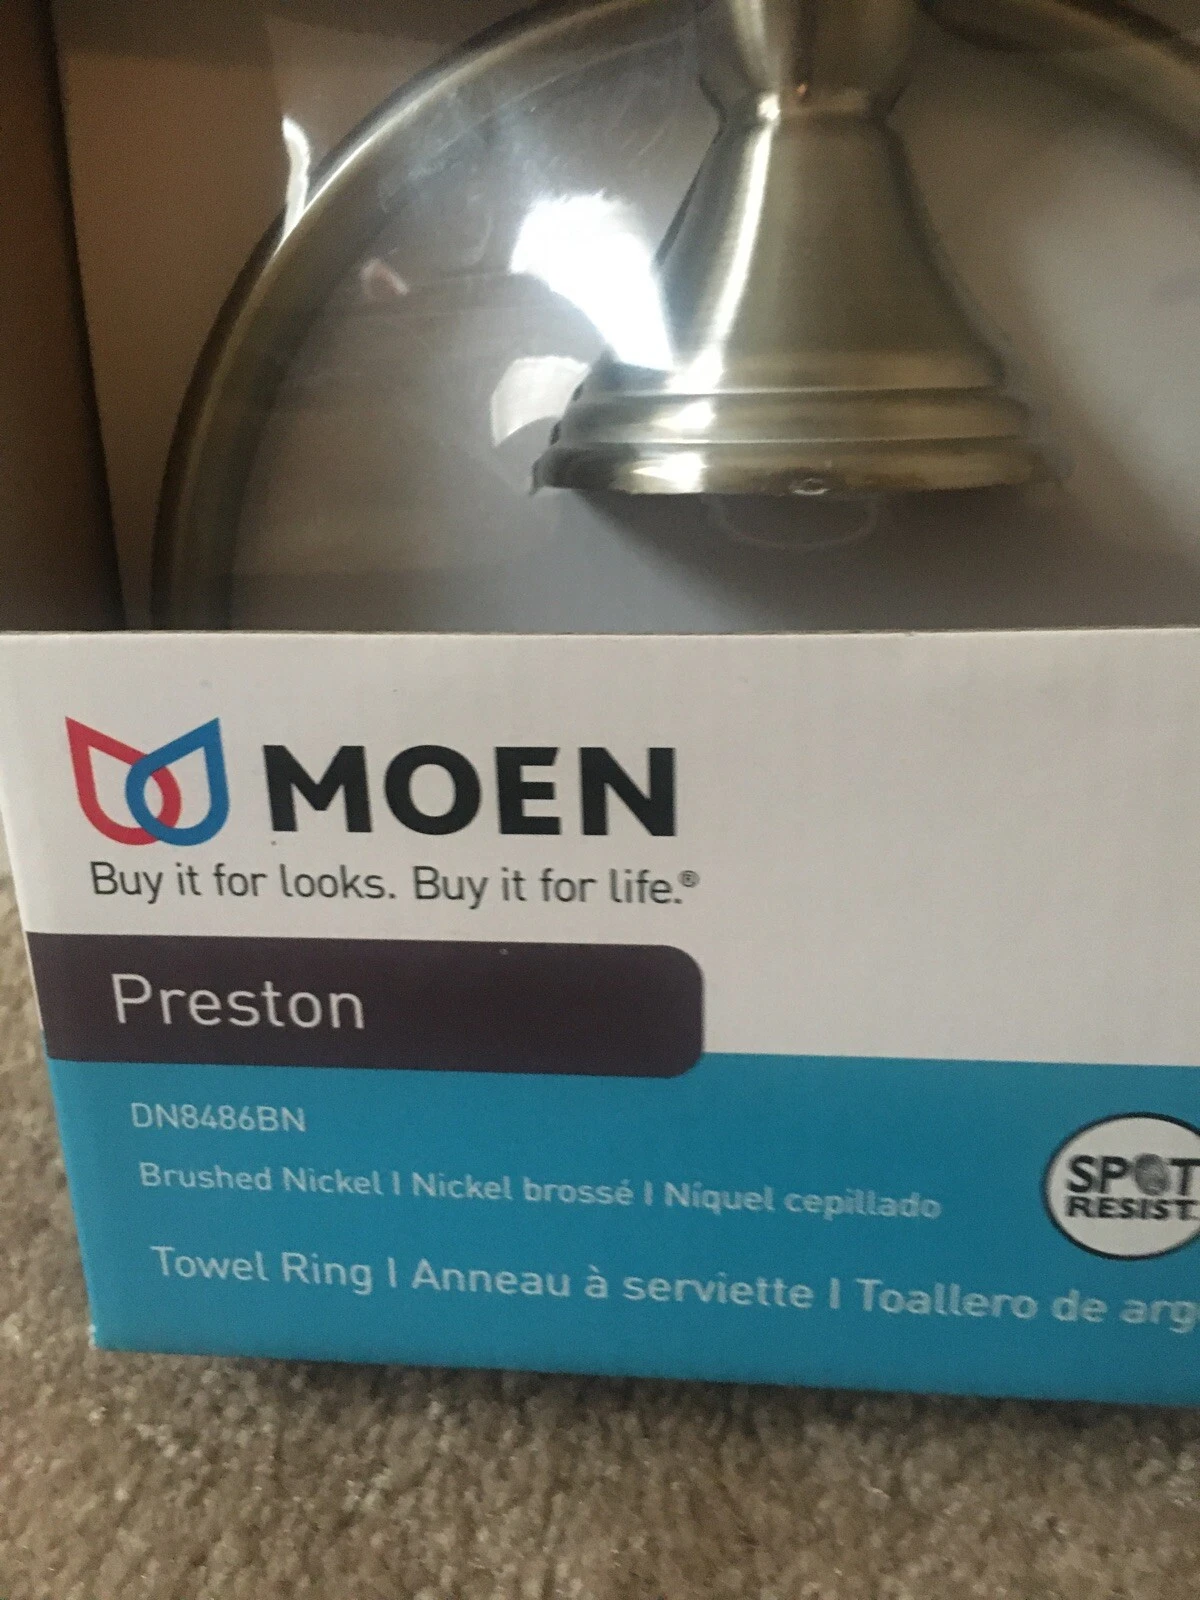 MOEN
Buy it for looks. Buy it for life.®
Preston
DN8486BN
Brushed Nickel | Nickel brossé | Níquel cepillado
SPOT
RESIST
Towel Ring | Anneau à serviette | Toallero de